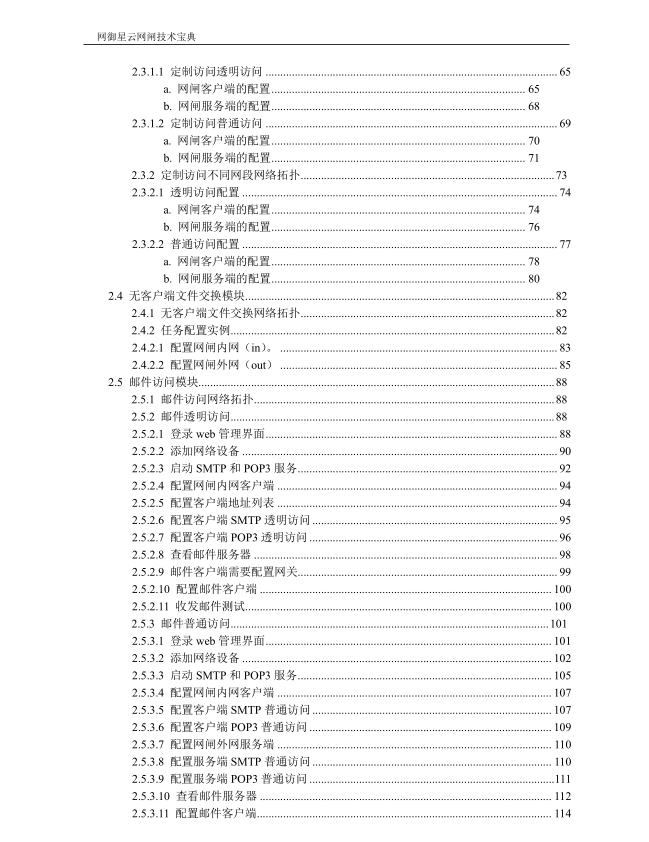 网御星云网闸技术宝典
2.3.1.1 定制访问透明访问 ........ 65
a. 网闸客户端的配置........ 65
b. 网闸服务端的配置........ 68
2.3.1.2 定制访问普通访问 ........ 69
a. 网闸客户端的配置........ 70
b. 网闸服务端的配置........ 71
2.3.2 定制访问不同网段网络拓扑........ 73
2.3.2.1 透明访问配置 ........ 74
a. 网闸客户端的配置........ 74
b. 网闸服务端的配置........ 76
2.3.2.2 普通访问配置 ........ 77
a. 网闸客户端的配置........ 78
b. 网闸服务端的配置........ 80
2.4 无客户端文件交换模块........ 82
2.4.1 无客户端文件交换网络拓扑........ 82
2.4.2 任务配置实例........ 82
2.4.2.1 配置网闸内网（in）。 ........ 83
2.4.2.2 配置网闸外网（out） ........ 85
2.5 邮件访问模块........ 88
2.5.1 邮件访问网络拓扑........ 88
2.5.2 邮件透明访问........ 88
2.5.2.1 登录 web 管理界面........ 88
2.5.2.2 添加网络设备 ........ 90
2.5.2.3 启动 SMTP 和 POP3 服务........ 92
2.5.2.4 配置网闸内网客户端 ........ 94
2.5.2.5 配置客户端地址列表 ........ 94
2.5.2.6 配置客户端 SMTP 透明访问 ........ 95
2.5.2.7 配置客户端 POP3 透明访问 ........ 96
2.5.2.8 查看邮件服务器 ........ 98
2.5.2.9 邮件客户端需要配置网关........ 99
2.5.2.10 配置邮件客户端 ........ 100
2.5.2.11 收发邮件测试........ 100
2.5.3 邮件普通访问........ 101
2.5.3.1 登录 web 管理界面........ 101
2.5.3.2 添加网络设备 ........ 102
2.5.3.3 启动 SMTP 和 POP3 服务........ 105
2.5.3.4 配置网闸内网客户端 ........ 107
2.5.3.5 配置客户端 SMTP 普通访问 ........ 107
2.5.3.6 配置客户端 POP3 普通访问 ........ 109
2.5.3.7 配置网闸外网服务端 ........ 110
2.5.3.8 配置服务端 SMTP 普通访问 ........ 110
2.5.3.9 配置服务端 POP3 普通访问 ........ 111
2.5.3.10 查看邮件服务器 ........ 112
2.5.3.11 配置邮件客户端........ 114